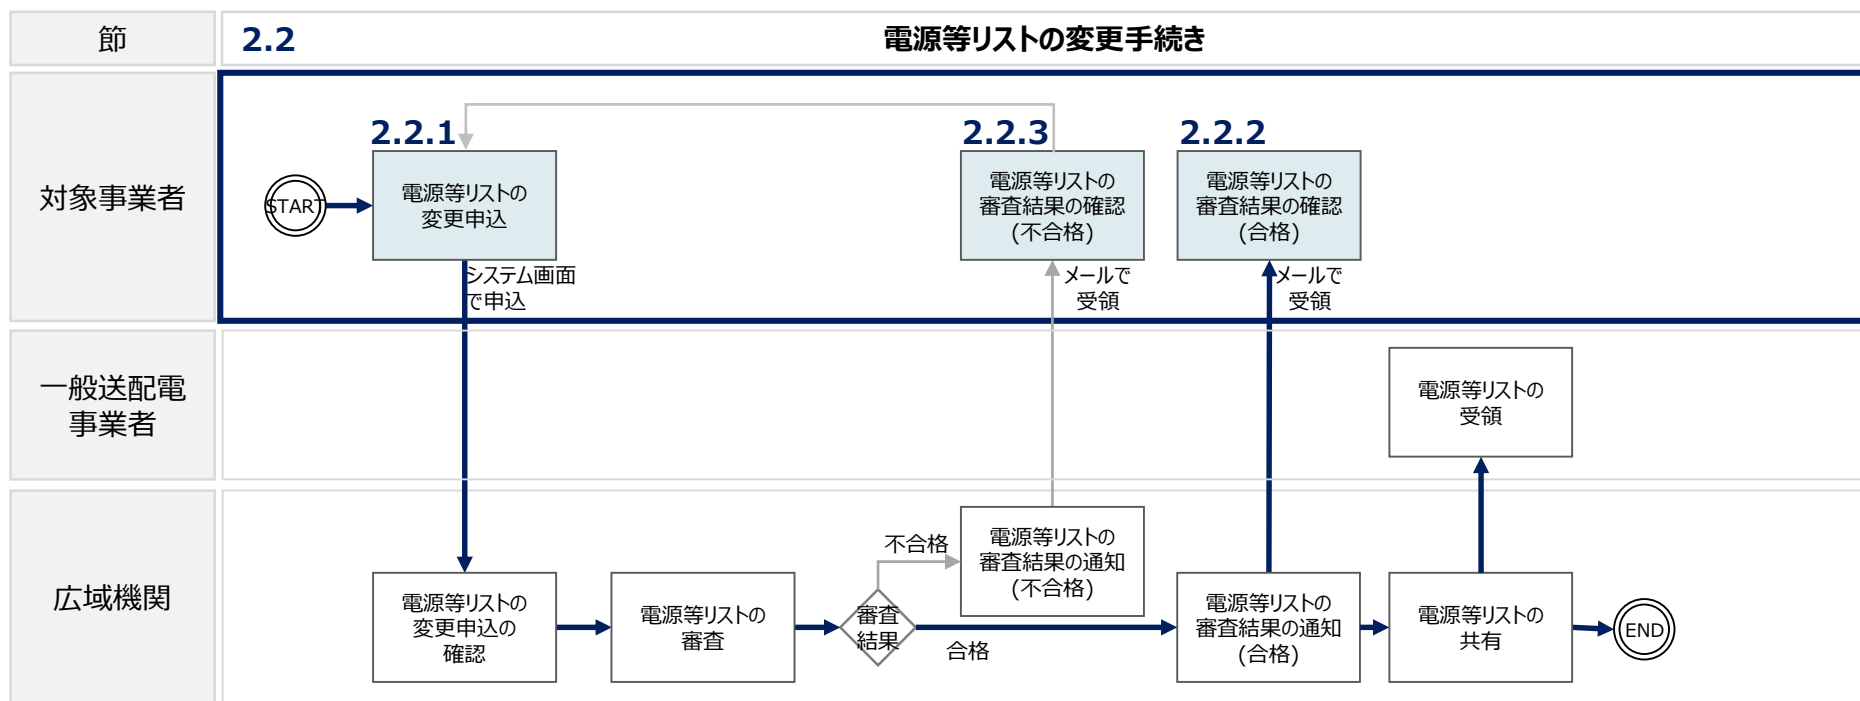 節
2.2
電源等リストの変更手続き
対象事業者
START
2.2.1
電源等リストの
変更申込
システム画面
で申込
2.2.3
電源等リストの
審査結果の確認
(不合格)
メールで
受領
2.2.2
電源等リストの
審査結果の確認
(合格)
メールで
受領
一般送配電
事業者
電源等リストの
受領
広域機関
電源等リストの
変更申込の
確認
電源等リストの
審査
審査
結果
不合格
合格
電源等リストの
審査結果の通知
(不合格)
電源等リストの
審査結果の通知
(合格)
電源等リストの
共有
END